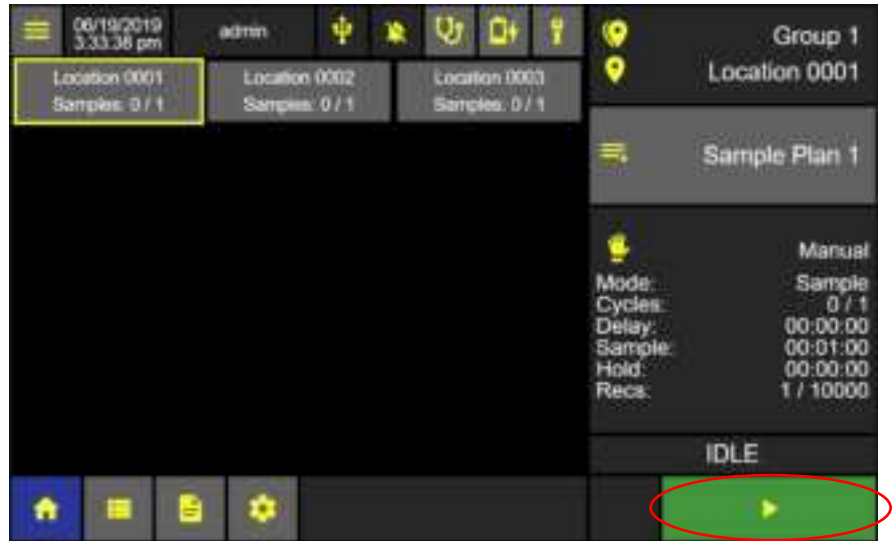 06/19/2019
3:33:38 pm
admin
Location 0001
Samples: 0 / 1
Location 0002
Samples: 0 / 1
Location 0003
Samples: 0 / 1
Group 1
Location 0001
Sample Plan 1
Manual
Mode: Sample
Cycles: 0 / 1
Delay: 00:00:00
Sample: 00:01:00
Hold: 00:00:00
Recs: 1 / 10000
IDLE